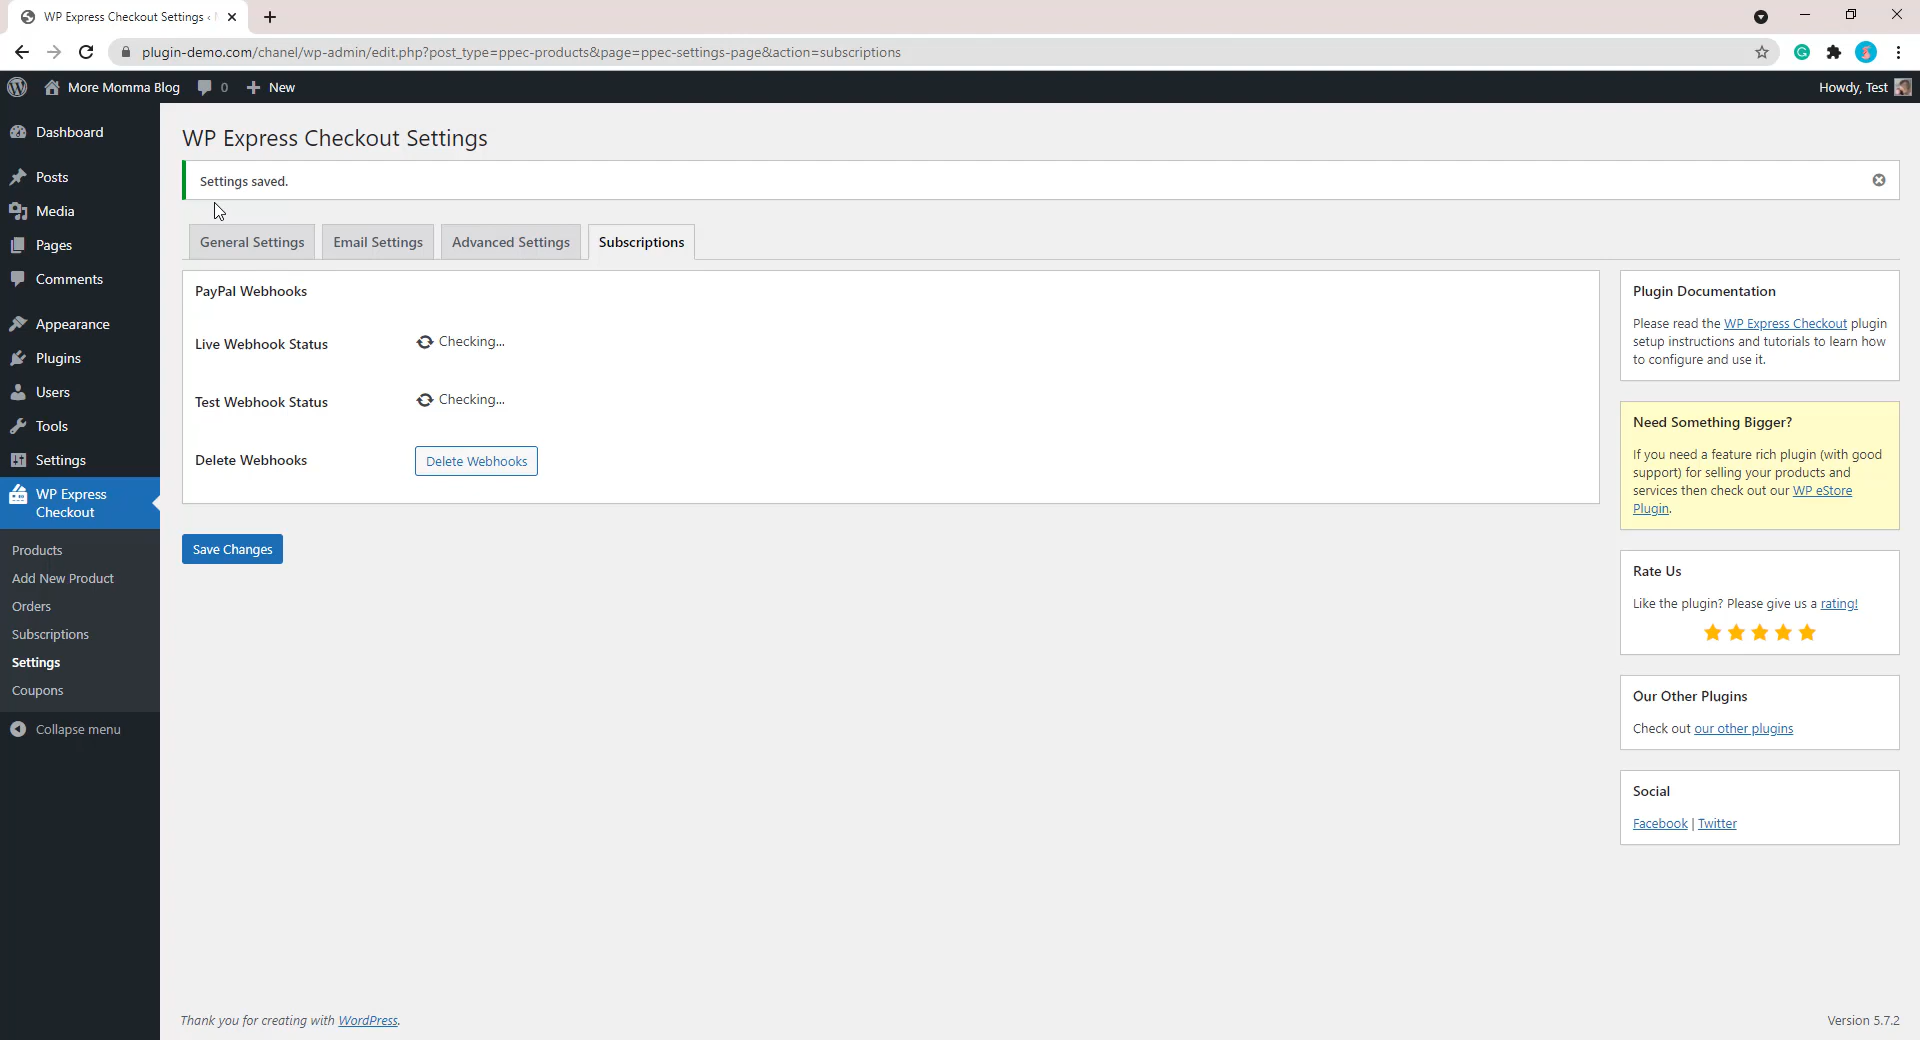 WP Express Checkout Settings ‹
plugin-demo.com/chanel/wp-admin/edit.php?post_type=ppec-products&page=ppec-settings-page&action=subscriptions
More Momma Blog 0 New Howdy, Test
Dashboard
Posts
Media
Pages
Comments
Appearance
Plugins
Users
Tools
Settings
WP Express
Checkout
Products
Add New Product
Orders
Subscriptions
Settings
Coupons
Collapse menu
WP Express Checkout Settings
Settings saved.
General Settings Email Settings Advanced Settings Subscriptions
PayPal Webhooks
Live Webhook Status Checking...
Test Webhook Status Checking...
Delete Webhooks Delete Webhooks
Save Changes
Plugin Documentation
Please read the WP Express Checkout plugin
setup instructions and tutorials to learn how
to configure and use it.
Need Something Bigger?
If you need a feature rich plugin (with good
support) for selling your products and
services then check out our WP eStore
Plugin.
Rate Us
Like the plugin? Please give us a rating!
Our Other Plugins
Check out our other plugins
Social
Facebook | Twitter
Thank you for creating with WordPress.
Version 5.7.2